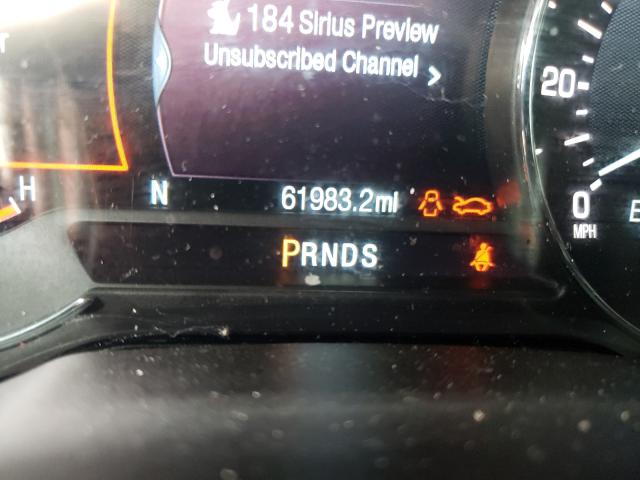 184 Sirius Preview
Unsubscribed Channel >
20
H
N
61983.2mi
0
MPH
E
PRNDS